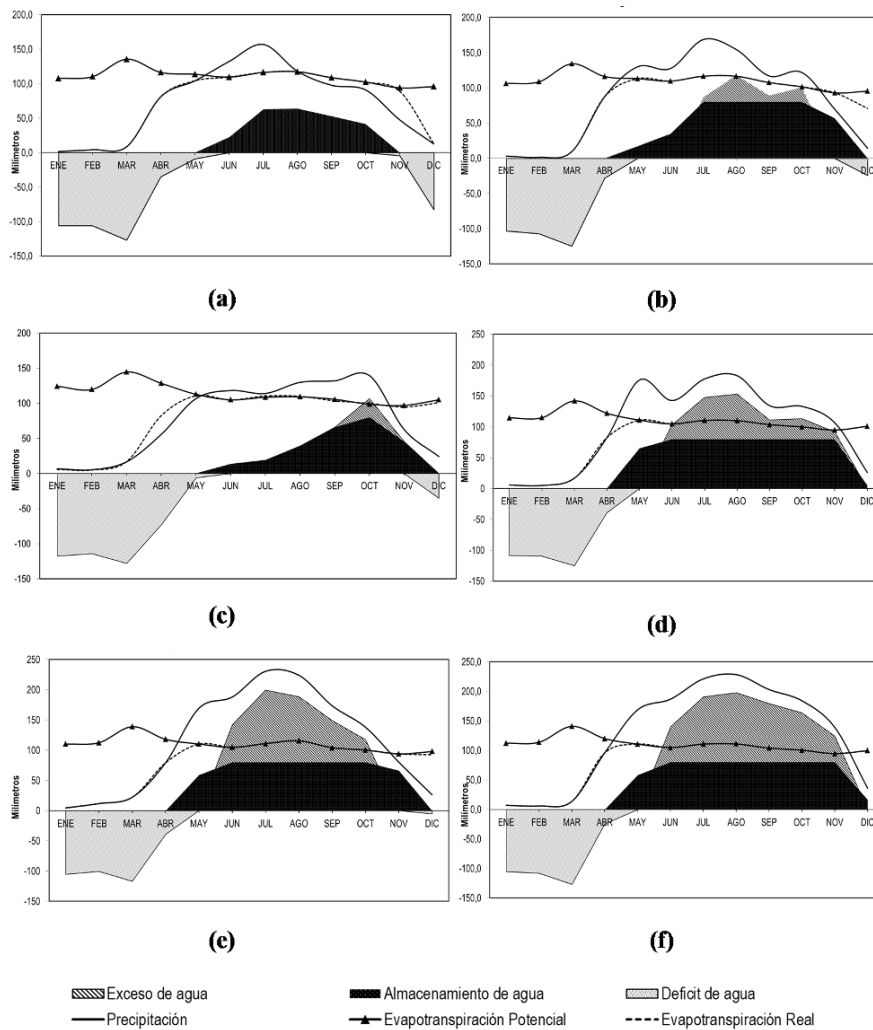 200,0
150,0
100,0
50,0
0,0
-50,0
-100,0
-150,0
Milímetros
ENE FEB MAR ABR MAY JUN JUL AGO SEP OCT NOV DIC
(a)
200,0
150,0
100,0
50,0
0,0
-50,0
-100,0
-150,0
Milímetros
ENE FEB MAR ABR MAY JUN JUL AGO SEP OCT NOV DIC
(b)
200
150
100
50
0
-50
-100
-150
Milímetros
ENE FEB MAR ABR MAY JUN JUL AGO SEP OCT NOV DIC
(c)
250
200
150
100
50
0
-50
-100
-150
Milímetros
ENE FEB MAR ABR MAY JUN JUL AGO SEP OCT NOV DIC
(d)
250
200
150
100
50
0
-50
-100
-150
Milímetros
ENE FEB MAR ABR MAY JUN JUL AGO SEP OCT NOV DIC
(e)
250,0
200,0
150,0
100,0
50,0
0,0
-50,0
-100,0
-150,0
Milímetros
ENE FEB MAR ABR MAY JUN JUL AGO SEP OCT NOV DIC
(f)
Exceso de agua Almacenamiento de agua Deficit de agua
Precipitación Evapotranspiración Potencial Evapotranspiración Real